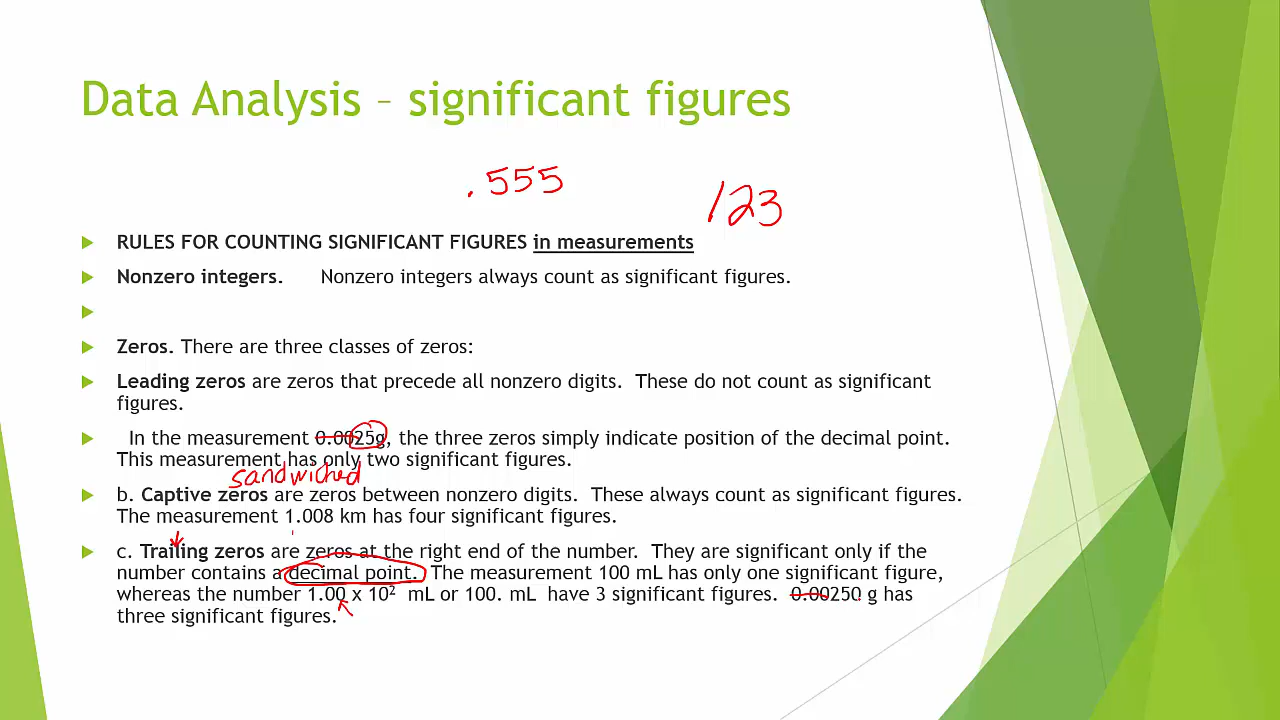 Data Analysis – significant figures
.555
123
RULES FOR COUNTING SIGNIFICANT FIGURES in measurements
Nonzero integers. Nonzero integers always count as significant figures.
Zeros. There are three classes of zeros:
Leading zeros are zeros that precede all nonzero digits. These do not count as significant
figures.
In the measurement 0.0025g, the three zeros simply indicate position of the decimal point.
This measurement has only two significant figures.
sandwiched
b. Captive zeros are zeros between nonzero digits. These always count as significant figures.
The measurement 1.008 km has four significant figures.
c. Trailing zeros are zeros at the right end of the number. They are significant only if the
number contains a decimal point. The measurement 100 mL has only one significant figure,
whereas the number 1.00 x 10² mL or 100. mL have 3 significant figures. 0.00250 g has
three significant figures.